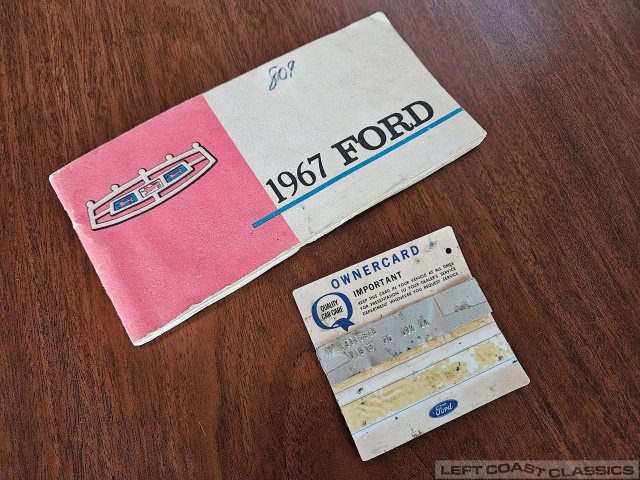 809
1967 FORD
OWNERCARD
IMPORTANT
KEEP THIS CARD IN YOUR VEHICLE AT ALL TIMES
FOR PRESENTATION TO YOUR DEALER'S SERVICE
DEPARTMENT WHENEVER YOU REQUEST SERVICE
QUALITY
CAR CARE
Ford
LEFT COAST CLASSICS